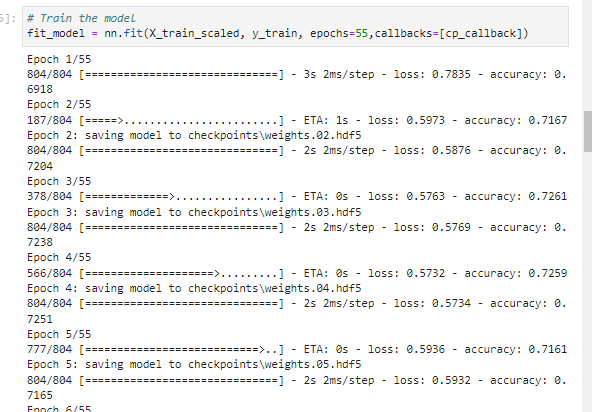 5]: # Train the model
fit_model = nn.fit(X_train_scaled, y_train, epochs=55,callbacks=[cp_callback])
Epoch 1/55
804/804 [==============================] - 3s 2ms/step - loss: 0.7835 - accuracy: 0.
6918
Epoch 2/55
187/804 [=====>........................] - ETA: 1s - loss: 0.5973 - accuracy: 0.7167
Epoch 2: saving model to checkpoints\weights.02.hdf5
804/804 [==============================] - 2s 2ms/step - loss: 0.5876 - accuracy: 0.
7204
Epoch 3/55
378/804 [=============>................] - ETA: 0s - loss: 0.5763 - accuracy: 0.7261
Epoch 3: saving model to checkpoints\weights.03.hdf5
804/804 [==============================] - 2s 2ms/step - loss: 0.5769 - accuracy: 0.
7238
Epoch 4/55
566/804 [====================>.........] - ETA: 0s - loss: 0.5732 - accuracy: 0.7259
Epoch 4: saving model to checkpoints\weights.04.hdf5
804/804 [==============================] - 2s 2ms/step - loss: 0.5734 - accuracy: 0.
7251
Epoch 5/55
777/804 [===========================>..] - ETA: 0s - loss: 0.5936 - accuracy: 0.7161
Epoch 5: saving model to checkpoints\weights.05.hdf5
804/804 [==============================] - 2s 2ms/step - loss: 0.5932 - accuracy: 0.
7165
Epoch 6/55